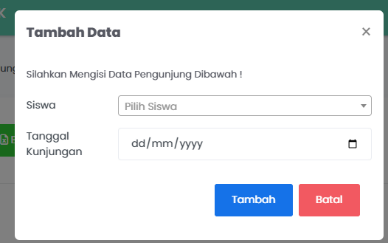 Tambah Data
×
Silahkan Mengisi Data Pengunjung Dibawah !
Siswa
Pilih Siswa
Tanggal
Kunjungan
dd/mm/yyyy
Tambah
Batal